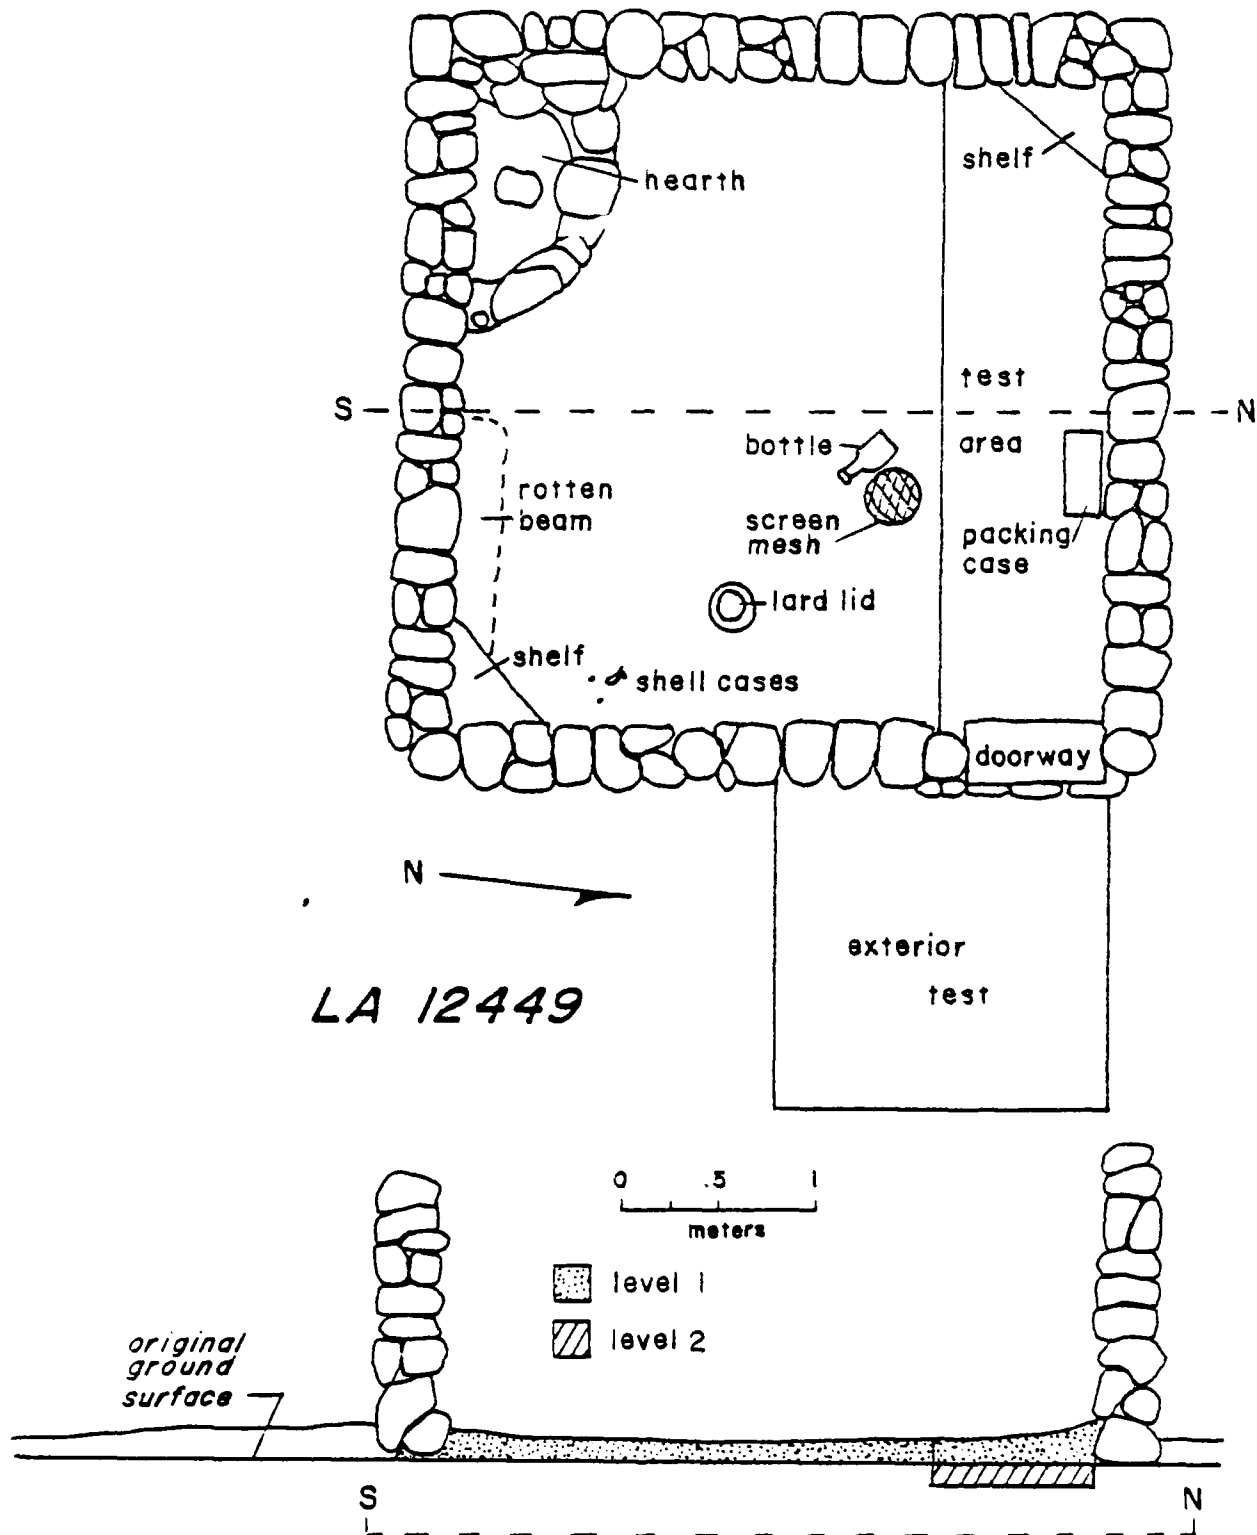 shelf
hearth
test
S
N
bottle
area
rotten
beam
screen
mesh
packing
case
lard lid
shelf
shell cases
doorway
N
exterior
test
LA 12449
0 .5 1
meters
level 1
level 2
original
ground
surface
S
N